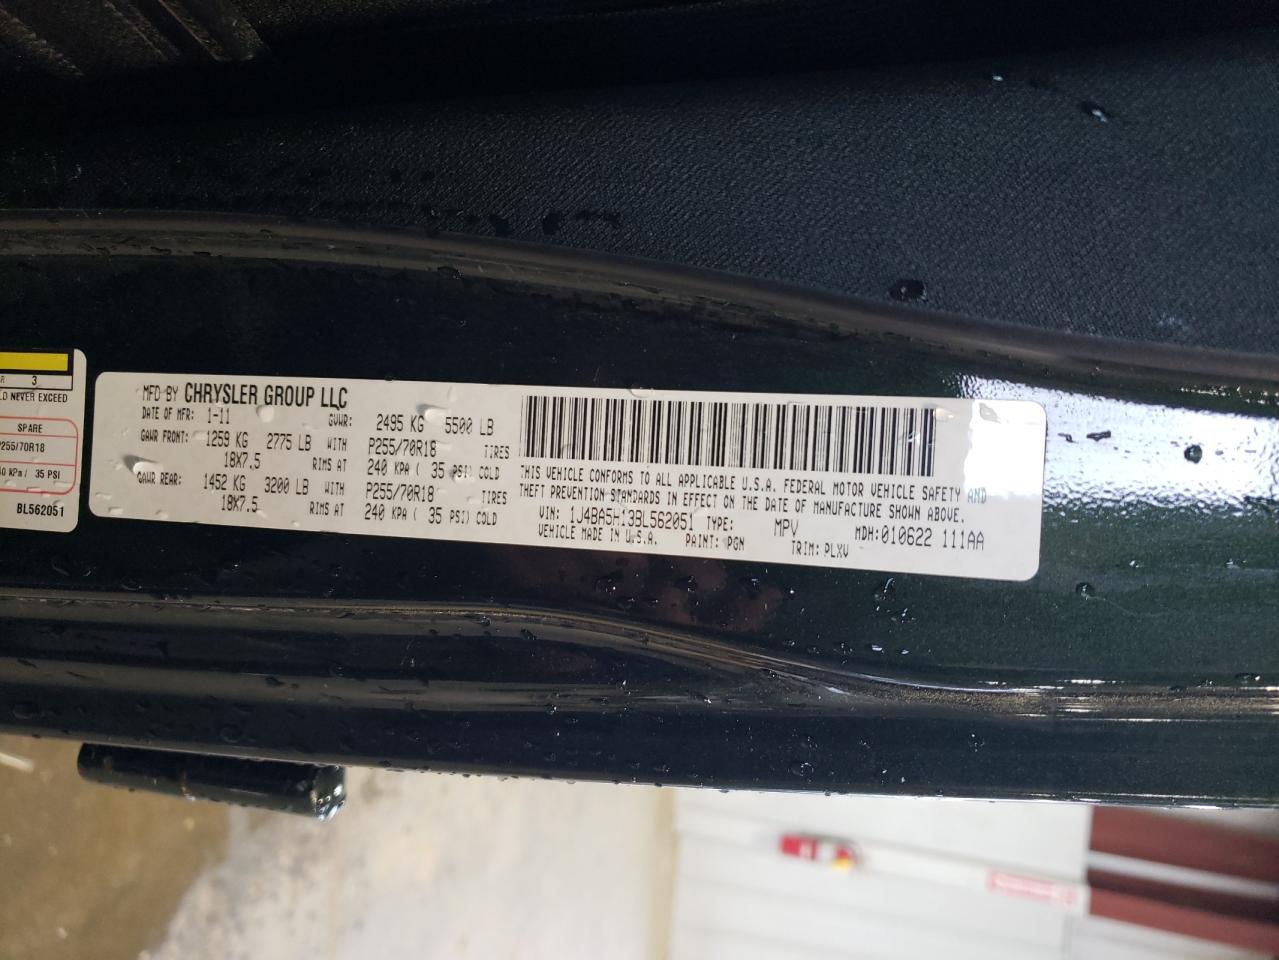 R 3
LD NEVER EXCEED
SPARE
P255/70R18
40 KPa / 35 PSI
BL562051
MFD BY CHRYSLER GROUP LLC
DATE OF MFR: 1-11 GVWR: 2495 KG 5500 LB
GAWR FRONT: 1259 KG 2775 LB WITH P255/70R18 TIRES
18X7.5 RIMS AT 240 KPA ( 35 PSI) COLD
GAWR REAR: 1452 KG 3200 LB WITH P255/70R18 TIRES
18X7.5 RIMS AT 240 KPA ( 35 PSI) COLD
THIS VEHICLE CONFORMS TO ALL APPLICABLE U.S.A. FEDERAL MOTOR VEHICLE SAFETY AND
THEFT PREVENTION STANDARDS IN EFFECT ON THE DATE OF MANUFACTURE SHOWN ABOVE.
VIN: 1J4BA5H13BL562051 TYPE: MPV MDH:010622 111AA
VEHICLE MADE IN U.S.A. PAINT: PGN TRIM: PLXV